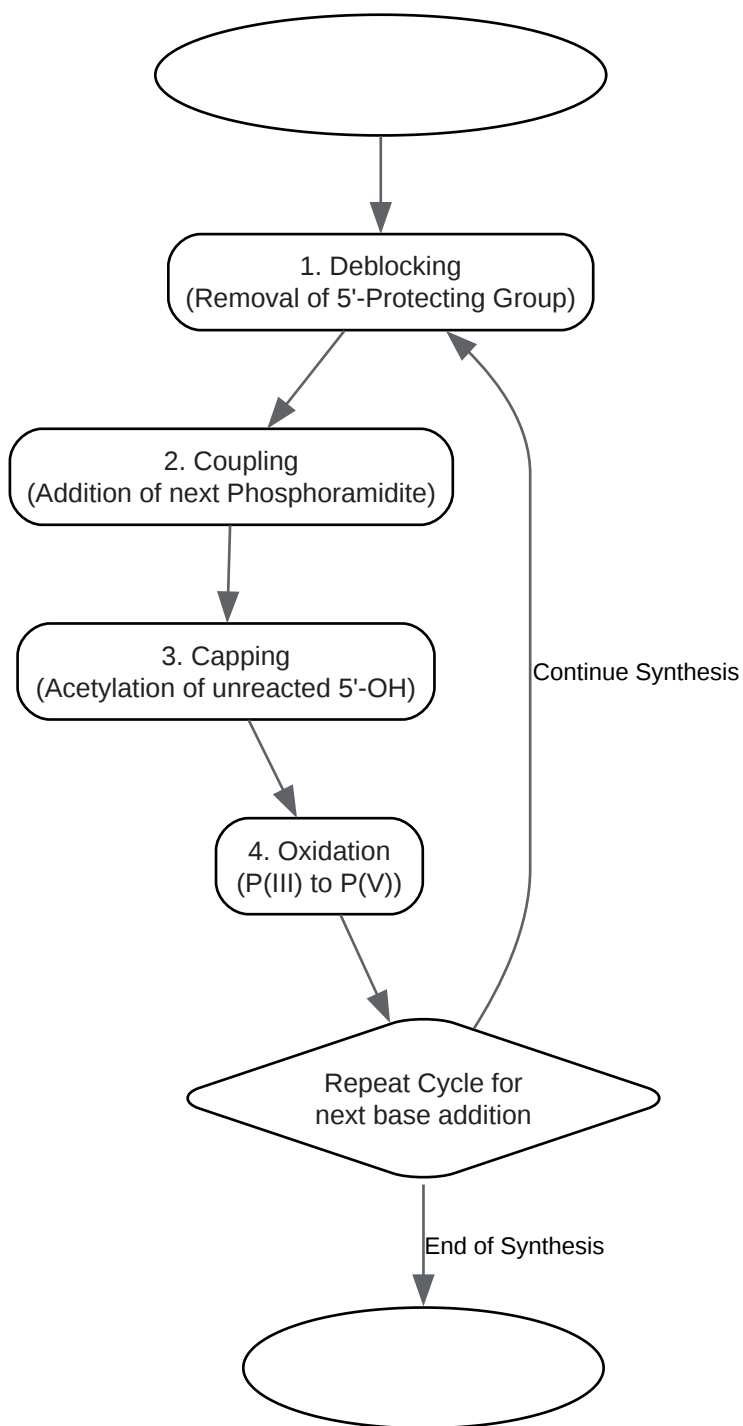 1. Deblocking
(Removal of 5'-Protecting Group)
2. Coupling
(Addition of next Phosphoramidite)
3. Capping
(Acetylation of unreacted 5'-OH)
Continue Synthesis
4. Oxidation
(P(III) to P(V))
Repeat Cycle for
next base addition
End of Synthesis